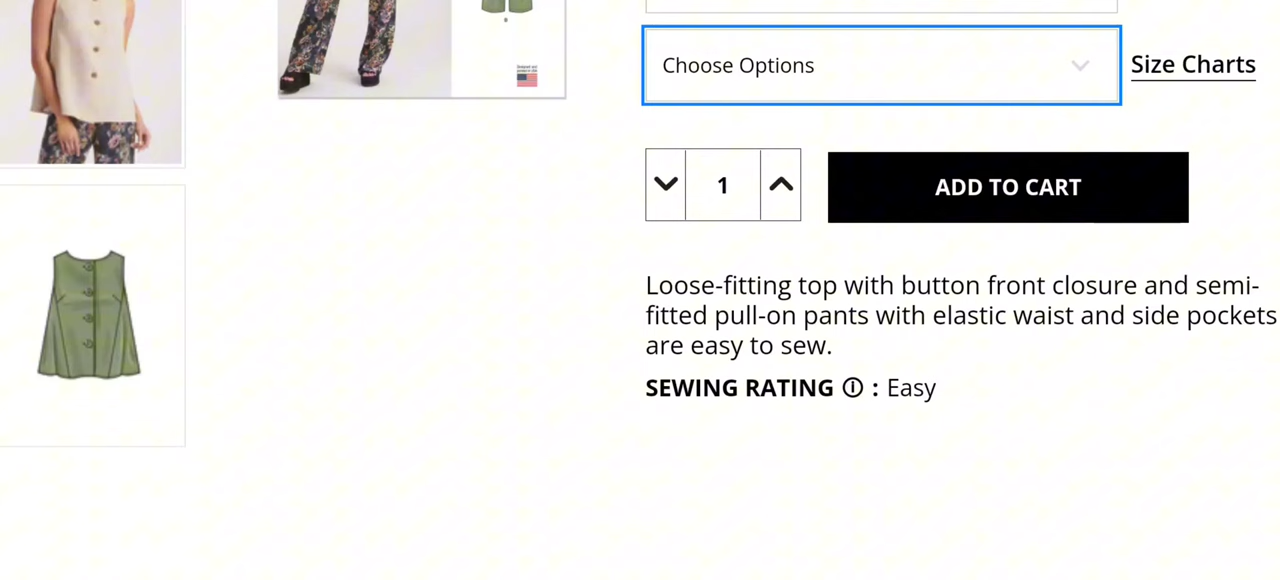 Choose Options
Size Charts
1
ADD TO CART
Loose-fitting top with button front closure and semi-
fitted pull-on pants with elastic waist and side pockets
are easy to sew.
SEWING RATING ⓘ : Easy